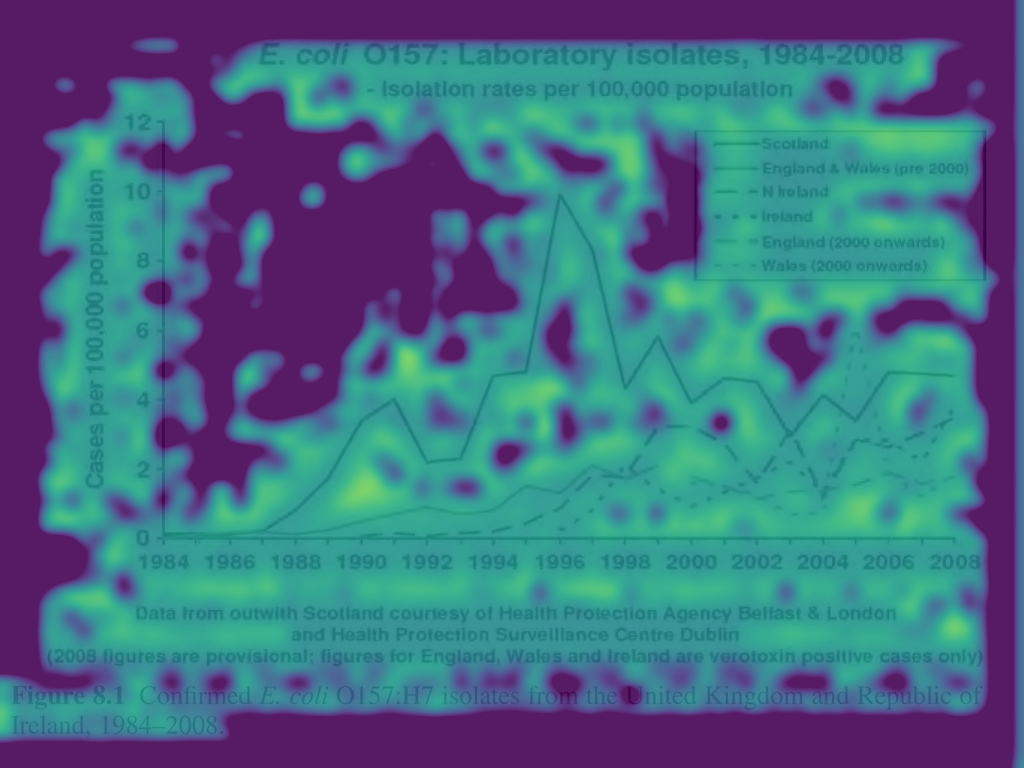 E. coli O157: Laboratory isolates, 1984-2008
- Isolation rates per 100,000 population
Cases per 100,000 population
12
10
8
6
4
2
0
Scotland
England & Wales (pre 2000)
N Ireland
Ireland
England (2000 onwards)
Wales (2000 onwards)
1984 1986 1988 1990 1992 1994 1996 1998 2000 2002 2004 2006 2008
Data from outwith Scotland courtesy of Health Protection Agency Belfast & London
and Health Protection Surveillance Centre Dublin
(2008 figures are provisional; figures for England, Wales and Ireland are verotoxin positive cases only)
Figure 8.1 Confirmed E. coli O157:H7 isolates from the United Kingdom and Republic of
Ireland, 1984–2008.